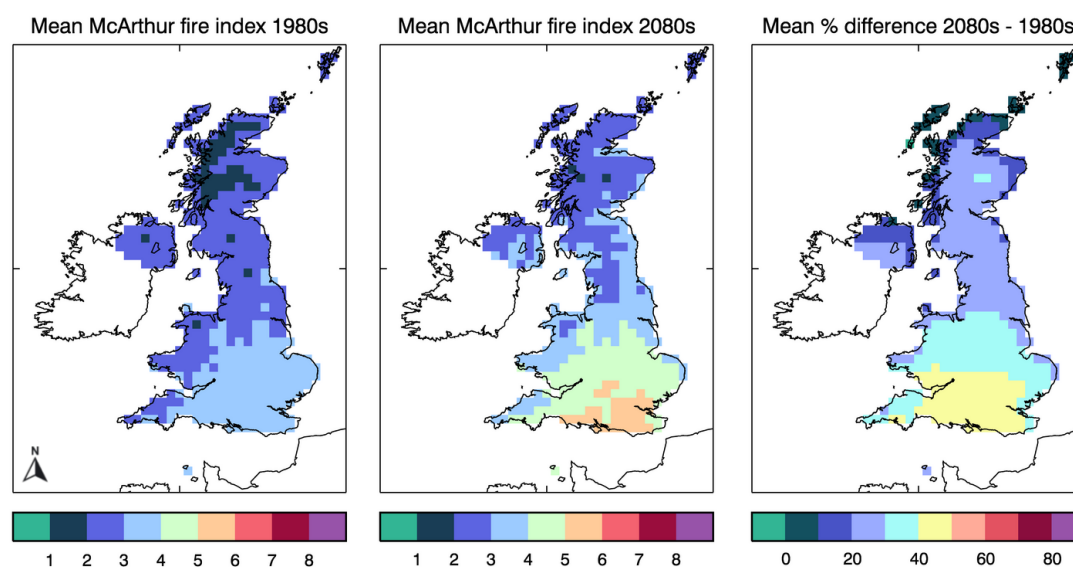 Mean McArthur fire index 1980s
Mean McArthur fire index 2080s
Mean % difference 2080s - 1980s
N
1 2 3 4 5 6 7 8
1 2 3 4 5 6 7 8
0 20 40 60 80